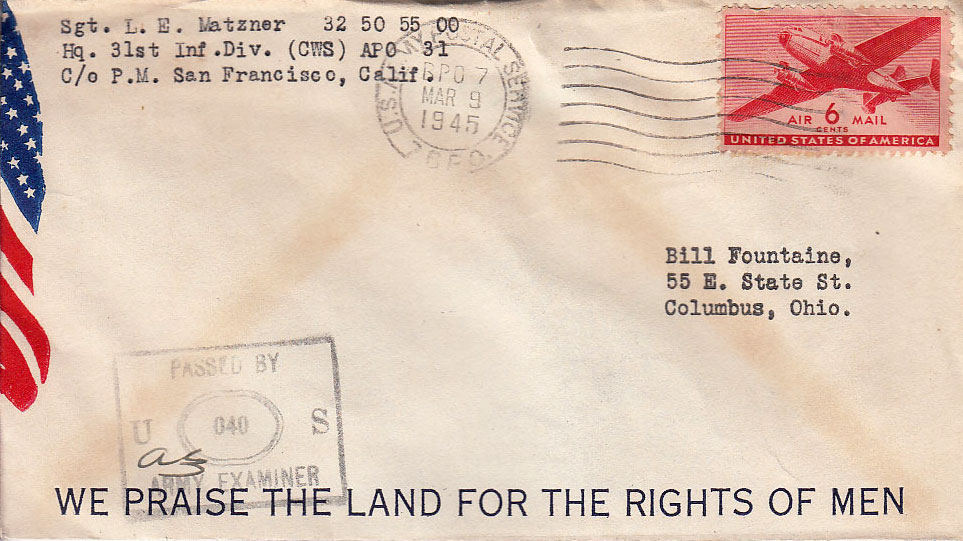 Sgt. L. E. Matzner 32 50 55 00
Hq. 31st Inf.Div. (CWS) APO 31
C/o P.M. San Francisco, Calif.
U.S. ARMY POSTAL SERVICE
MAR 9
1945
AIR 6 MAIL
CENTS
UNITED STATES OF AMERICA
Bill Fountaine,
55 E. State St.
Columbus, Ohio.
PASSED BY
U 040 S
ARMY EXAMINER
WE PRAISE THE LAND FOR THE RIGHTS OF MEN